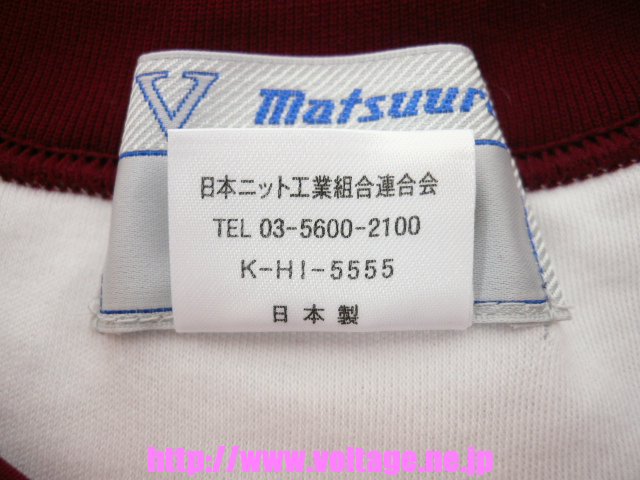 V Matsuura
日本ニット工業組合連合会
TEL 03-5600-2100
K-HI-5555
日本製
http://www.voltage.ne.jp